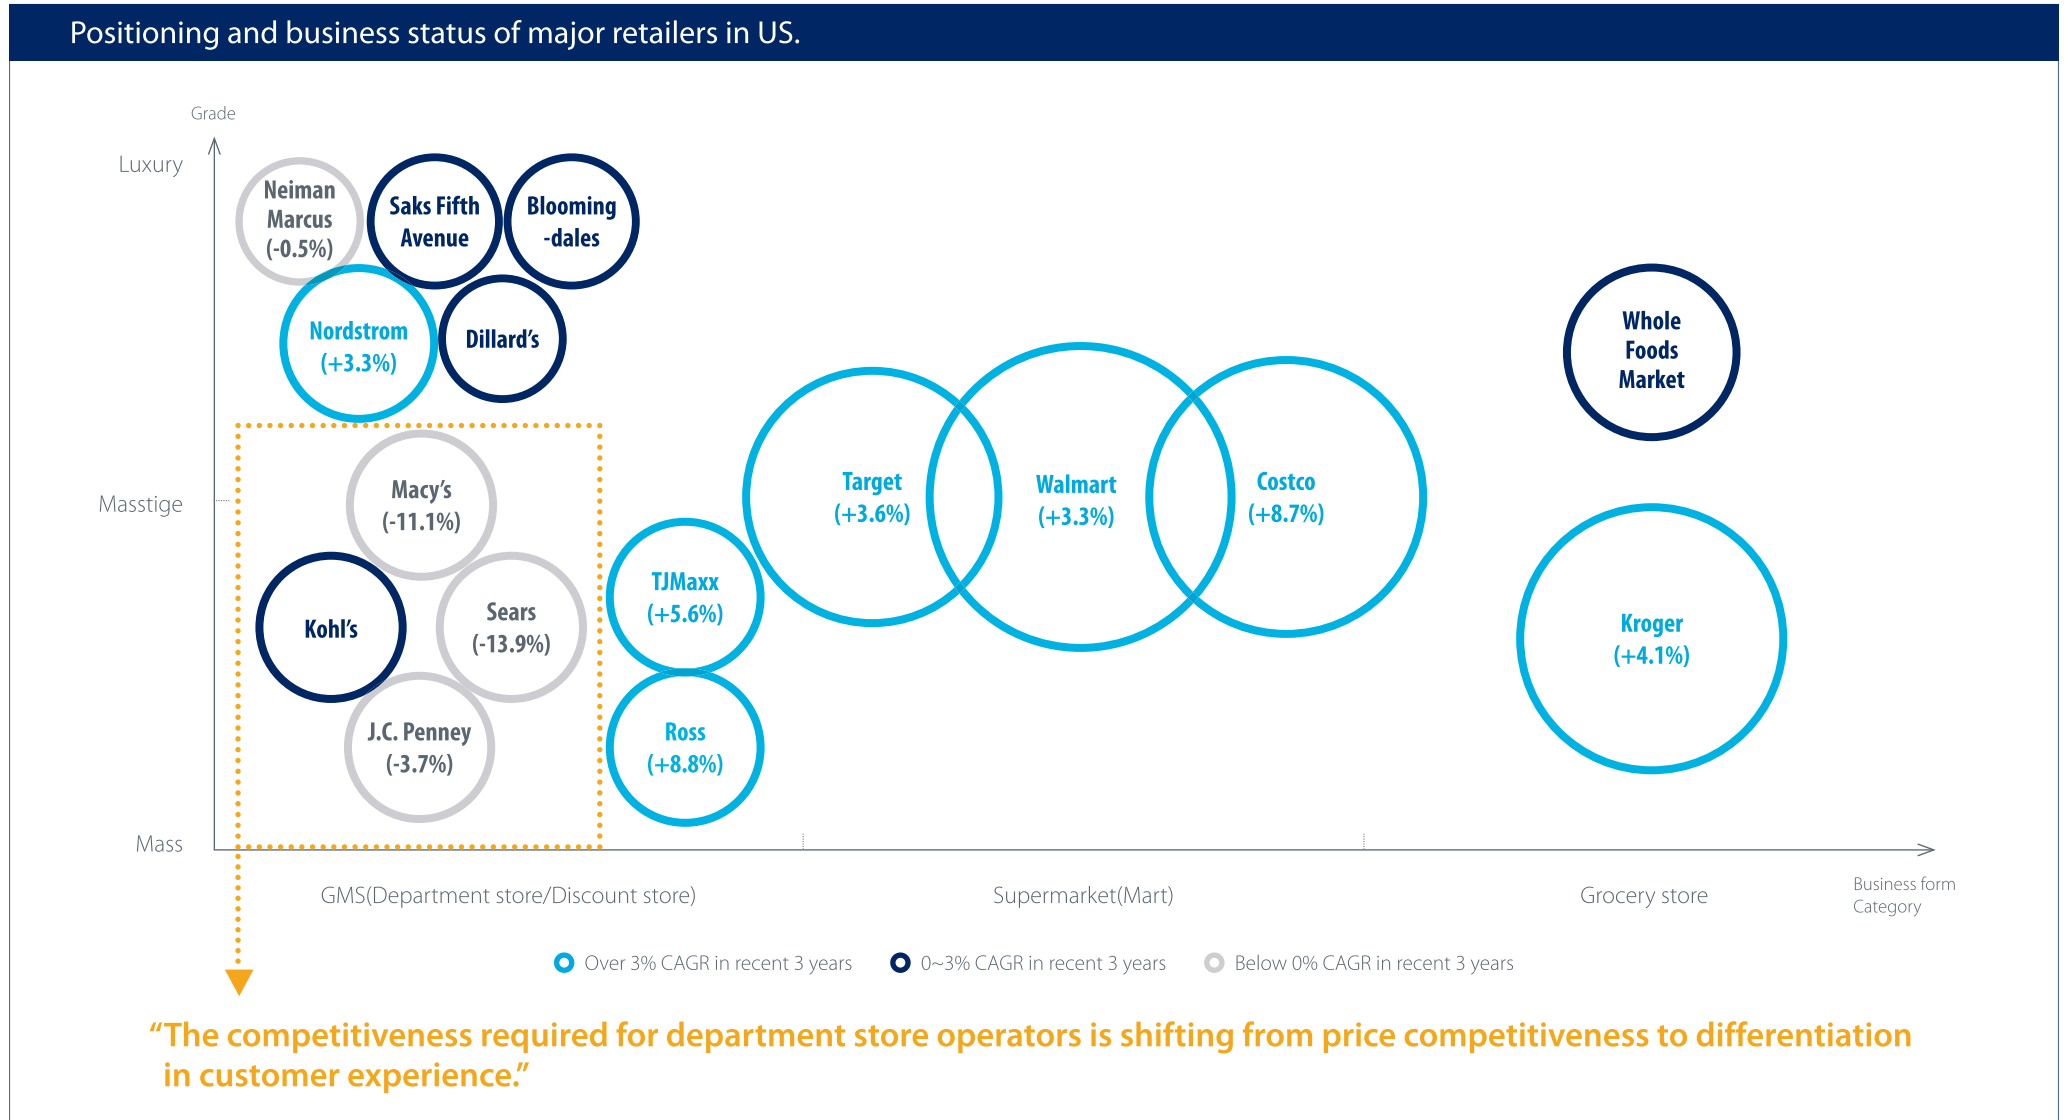 Positioning and business status of major retailers in US.
Grade
Luxury
Neiman
Marcus
(-0.5%)
Saks Fifth
Avenue
Blooming
-dales
Nordstrom
(+3.3%)
Dillard’s
Whole
Foods
Market
Masstige
Macy’s
(-11.1%)
Target
(+3.6%)
Walmart
(+3.3%)
Costco
(+8.7%)
Kohl’s
Sears
(-13.9%)
TJMaxx
(+5.6%)
Kroger
(+4.1%)
J.C. Penney
(-3.7%)
Ross
(+8.8%)
Mass
GMS(Department store/Discount store)
Supermarket(Mart)
Grocery store
Business form
Category
Over 3% CAGR in recent 3 years
0~3% CAGR in recent 3 years
Below 0% CAGR in recent 3 years
“The competitiveness required for department store operators is shifting from price competitiveness to differentiation
in customer experience.”